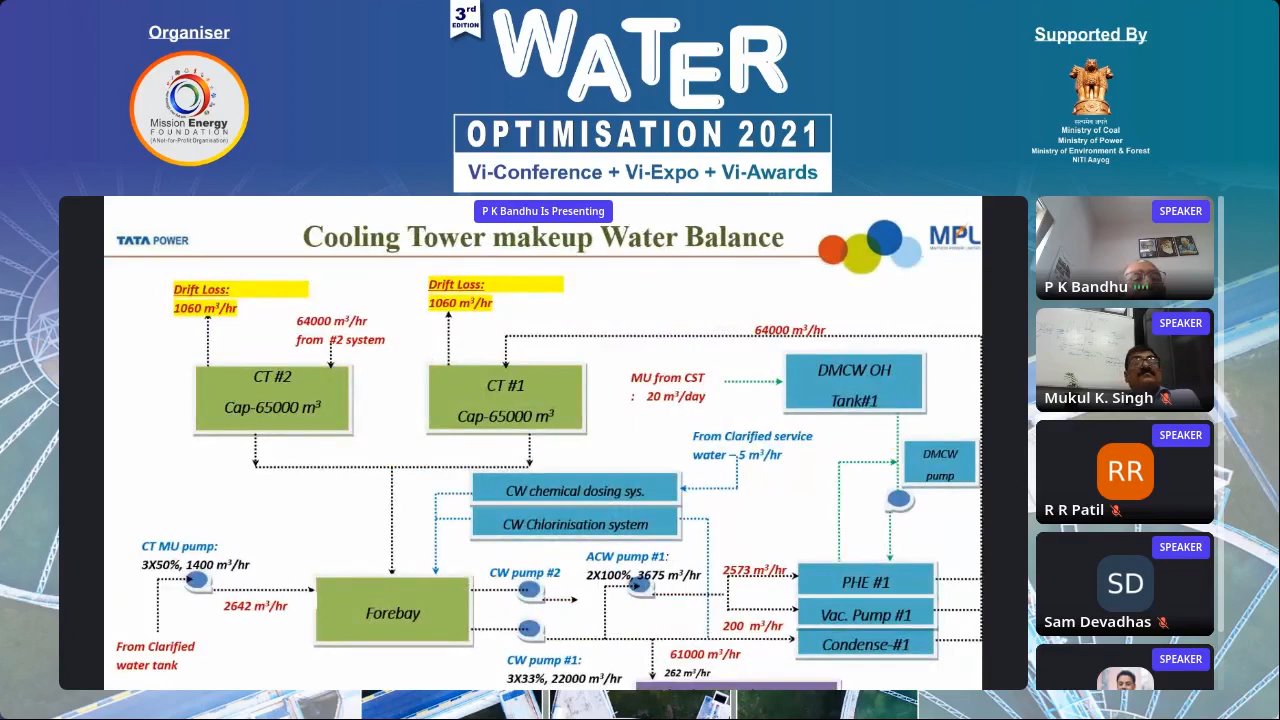 Organiser
Mission Energy
FOUNDATION
(A Not-for-Profit Organisation)
3rd
EDITION
WATER
OPTIMISATION 2021
Vi-Conference + Vi-Expo + Vi-Awards
Supported By
सत्यमेव जयते
Ministry of Coal
Ministry of Power
Ministry of Environment & Forest
NITI Aayog
P K Bandhu Is Presenting
TATA POWER
Cooling Tower makeup Water Balance
MPL
Drift Loss:
1060 m³/hr
Drift Loss:
1060 m³/hr
64000 m³/hr
from #2 system
64000 m³/hr
CT #2
Cap-65000 m³
CT #1
Cap-65000 m³
MU from CST
: 20 m³/day
DMCW OH
Tank#1
From Clarified service
water – 5 m³/hr
DMCW
pump
CW chemical dosing sys.
CW Chlorinisation system
CT MU pump:
3X50%, 1400 m³/hr
2642 m³/hr
From Clarified
water tank
Forebay
CW pump #2
ACW pump #1:
2X100%, 3675 m³/hr
2573 m³/hr
PHE #1
Vac. Pump #1
200 m³/hr
Condense-#1
61000 m³/hr
262 m³/hr
CW pump #1:
3X33%, 22000 m³/hr
SPEAKER
P K Bandhu
SPEAKER
Mukul K. Singh
SPEAKER
RR
R R Patil
SPEAKER
SD
Sam Devadhas
SPEAKER